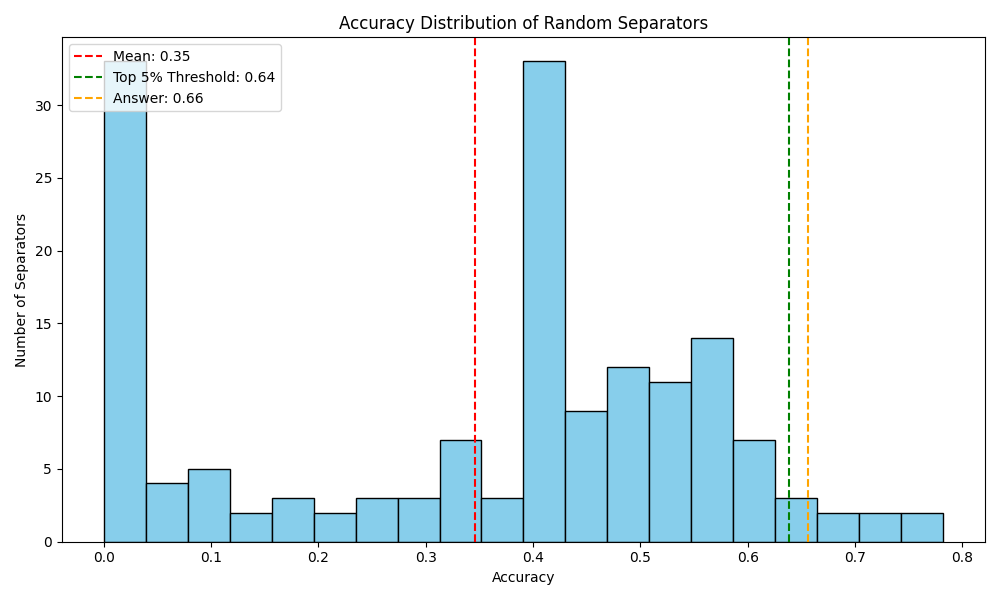 Accuracy Distribution of Random Separators
Mean: 0.35
Top 5% Threshold: 0.64
Answer: 0.66
Number of Separators
30
25
20
15
10
5
0
0.0 0.1 0.2 0.3 0.4 0.5 0.6 0.7 0.8
Accuracy